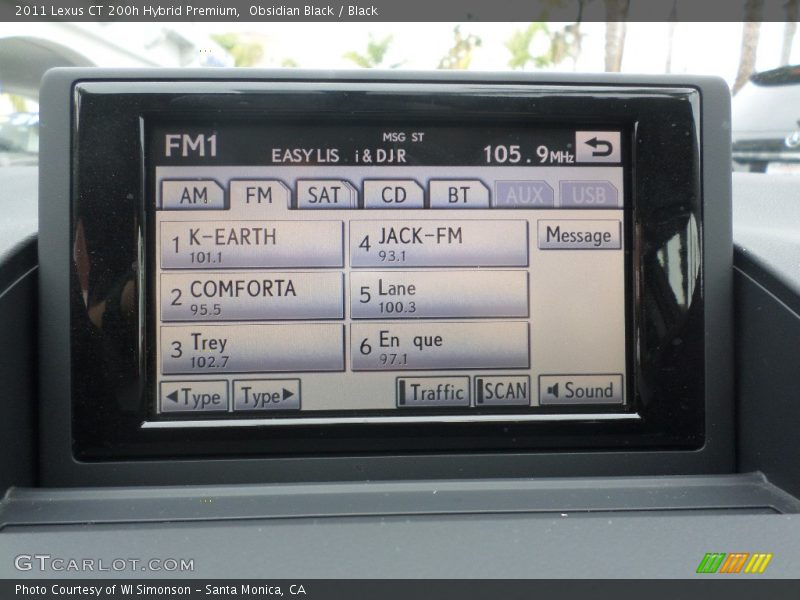 2011 Lexus CT 200h Hybrid Premium,  Obsidian Black / Black
FM1
MSG ST
EASY LIS i&DJR
105.9MHz
AM FM SAT CD BT AUX USB
1 K-EARTH 101.1
4 JACK-FM 93.1
Message
2 COMFORTA 95.5
5 Lane 100.3
3 Trey 102.7
6 En que 97.1
◄Type Type► Traffic SCAN Sound
GTCARLOT.COM
Photo Courtesy of WI Simonson - Santa Monica, CA